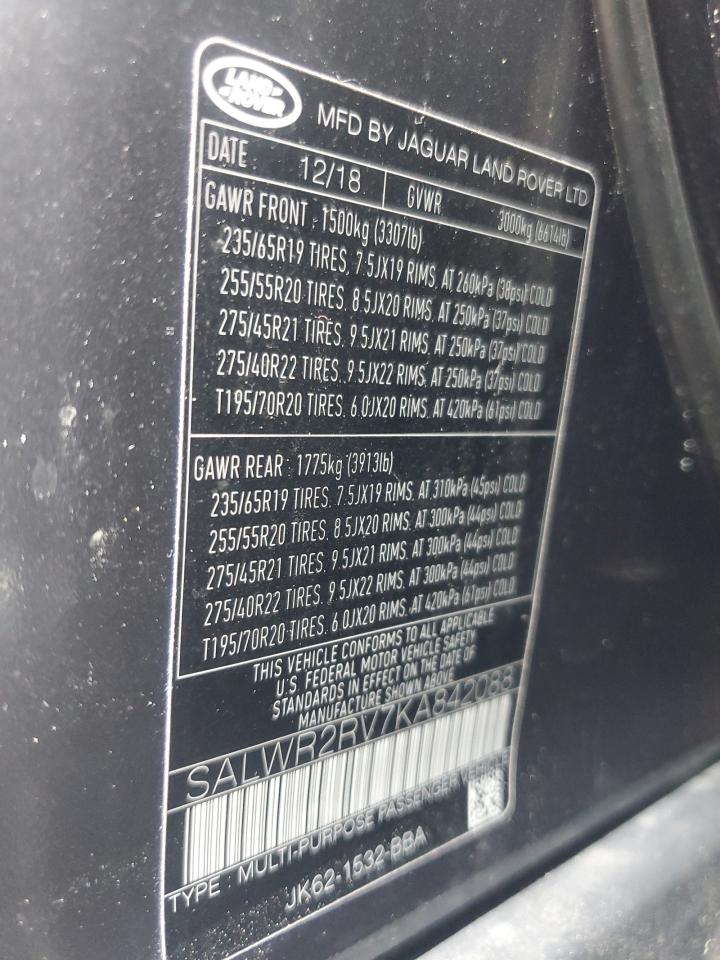 LAND
ROVER
MFD BY JAGUAR LAND ROVER LTD
DATE: 12/18 GVWR 3000kg (6614lb)
GAWR FRONT : 1500kg (3307lb)
235/65R19 TIRES, 7.5JX19 RIMS, AT 260kPa (38psi) COLD
255/55R20 TIRES, 8.5JX20 RIMS, AT 250kPa (37psi) COLD
275/45R21 TIRES, 9.5JX21 RIMS, AT 250kPa (37psi) COLD
275/40R22 TIRES, 9.5JX22 RIMS, AT 250kPa (37psi) COLD
T195/70R20 TIRES, 6.0JX20 RIMS, AT 420kPa (61psi) COLD
GAWR REAR : 1775kg (3913lb)
235/65R19 TIRES, 7.5JX19 RIMS, AT 310kPa (45psi) COLD
255/55R20 TIRES, 8.5JX20 RIMS, AT 300kPa (44psi) COLD
275/45R21 TIRES, 9.5JX21 RIMS, AT 300kPa (44psi) COLD
275/40R22 TIRES, 9.5JX22 RIMS, AT 300kPa (44psi) COLD
T195/70R20 TIRES, 6.0JX20 RIMS, AT 420kPa (61psi) COLD
THIS VEHICLE CONFORMS TO ALL APPLICABLE
U.S. FEDERAL MOTOR VEHICLE SAFETY
STANDARDS IN EFFECT ON THE DATE OF
MANUFACTURE SHOWN ABOVE
SALWR2RV7KA842088
TYPE : MULTI-PURPOSE PASSENGER VEHICLE
JK62-1532-BBA